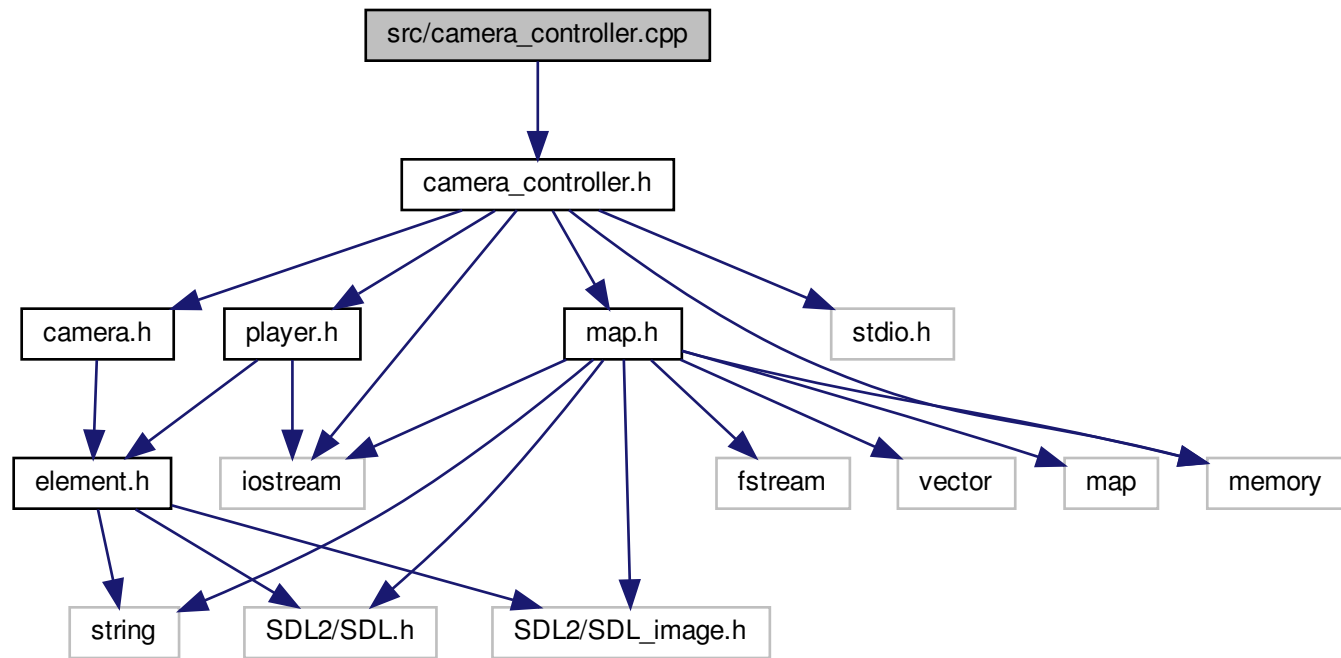 src/camera_controller.cpp
camera_controller.h
camera.h
player.h
map.h
stdio.h
element.h
iostream
fstream
vector
map
memory
string
SDL2/SDL.h
SDL2/SDL_image.h